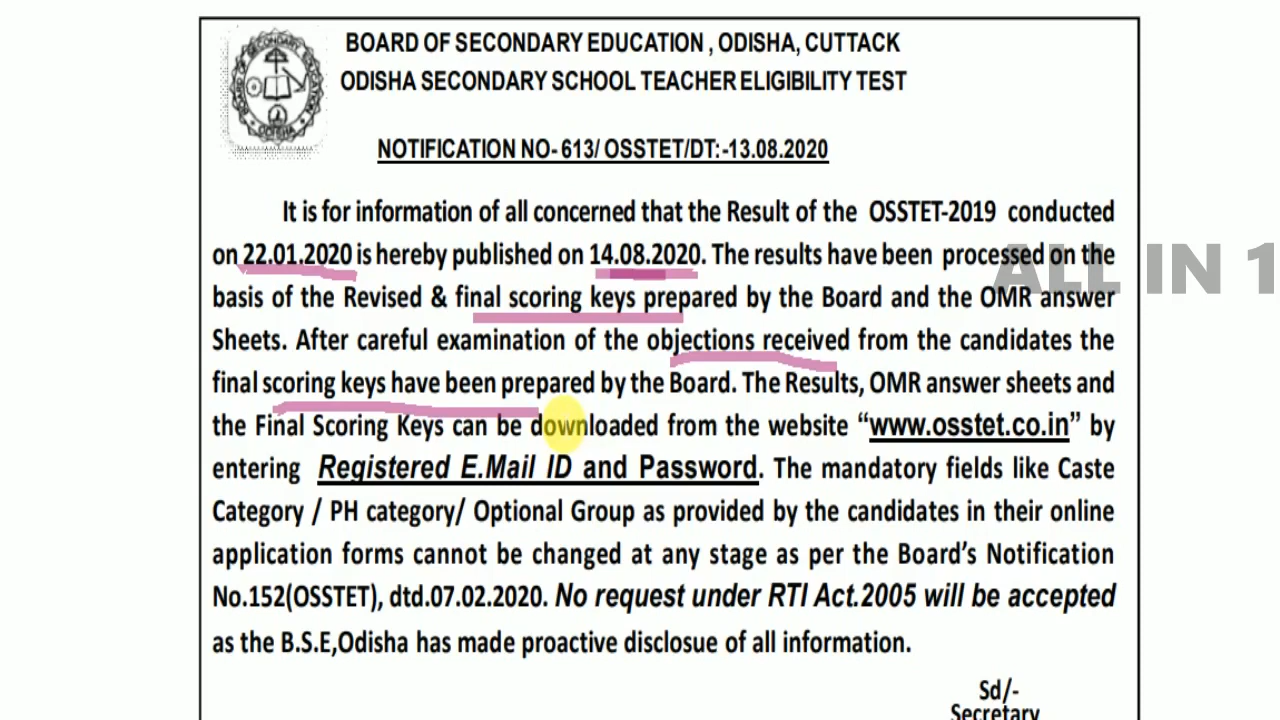 BOARD OF SECONDARY EDUCATION , ODISHA, CUTTACK
ODISHA SECONDARY SCHOOL TEACHER ELIGIBILITY TEST
NOTIFICATION NO- 613/ OSSTET/DT:-13.08.2020
It is for information of all concerned that the Result of the OSSTET-2019 conducted
on 22.01.2020 is hereby published on 14.08.2020. The results have been processed on the
ALL IN 1
basis of the Revised & final scoring keys prepared by the Board and the OMR answer
Sheets. After careful examination of the objections received from the candidates the
final scoring keys have been prepared by the Board. The Results, OMR answer sheets and
the Final Scoring Keys can be downloaded from the website “www.osstet.co.in” by
entering Registered E.Mail ID and Password. The mandatory fields like Caste
Category / PH category/ Optional Group as provided by the candidates in their online
application forms cannot be changed at any stage as per the Board’s Notification
No.152(OSSTET), dtd.07.02.2020. No request under RTI Act.2005 will be accepted
as the B.S.E,Odisha has made proactive disclosue of all information.
Sd/-
Secretary